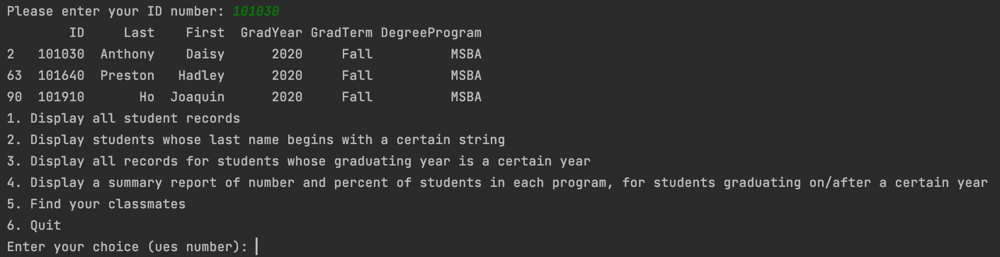 Please enter your ID number: 101030
ID Last First GradYear GradTerm DegreeProgram
2 101030 Anthony Daisy 2020 Fall MSBA
63 101640 Preston Hadley 2020 Fall MSBA
90 101910 Ho Joaquin 2020 Fall MSBA
1. Display all student records
2. Display students whose last name begins with a certain string
3. Display all records for students whose graduating year is a certain year
4. Display a summary report of number and percent of students in each program, for students graduating on/after a certain year
5. Find your classmates
6. Quit
Enter your choice (ues number):